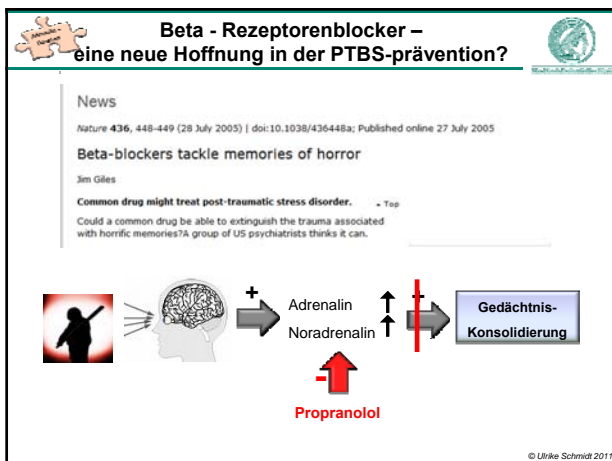 Beta - Rezeptorenblocker –
eine neue Hoffnung in der PTBS-prävention?
News
Nature 436, 448-449 (28 July 2005) | doi:10.1038/436448a; Published online 27 July 2005
Beta-blockers tackle memories of horror
Jim Giles
Common drug might treat post-traumatic stress disorder.
Top
Could a common drug be able to extinguish the trauma associated
with horrific memories?A group of US psychiatrists thinks it can.
+
Adrenalin
Noradrenalin
+
Gedächtnis-
Konsolidierung
-
Propranolol
© Ulrike Schmidt 2011